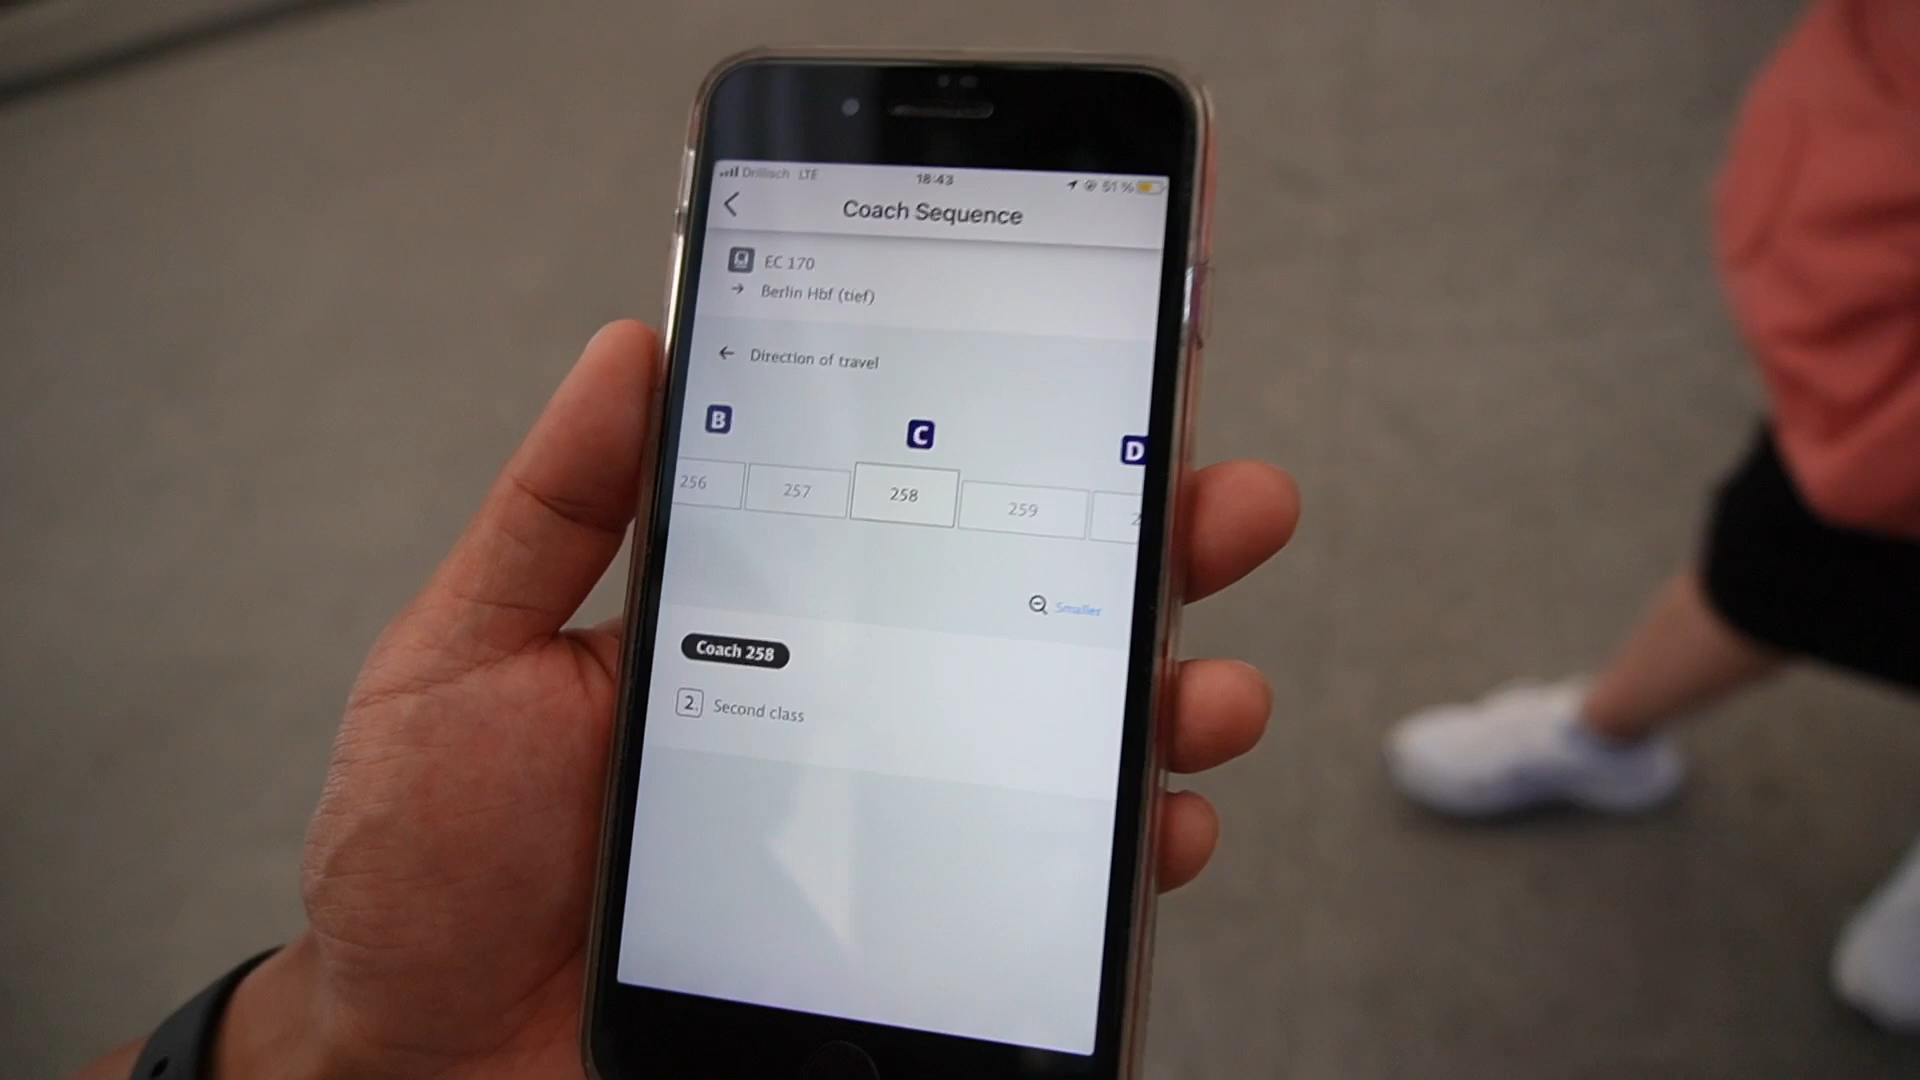 Drillisch LTE 18:43 51 %
Coach Sequence
EC 170
→ Berlin Hbf (tief)
← Direction of travel
B C D
256 257 258 259 2
Smaller
Coach 258
2. Second class